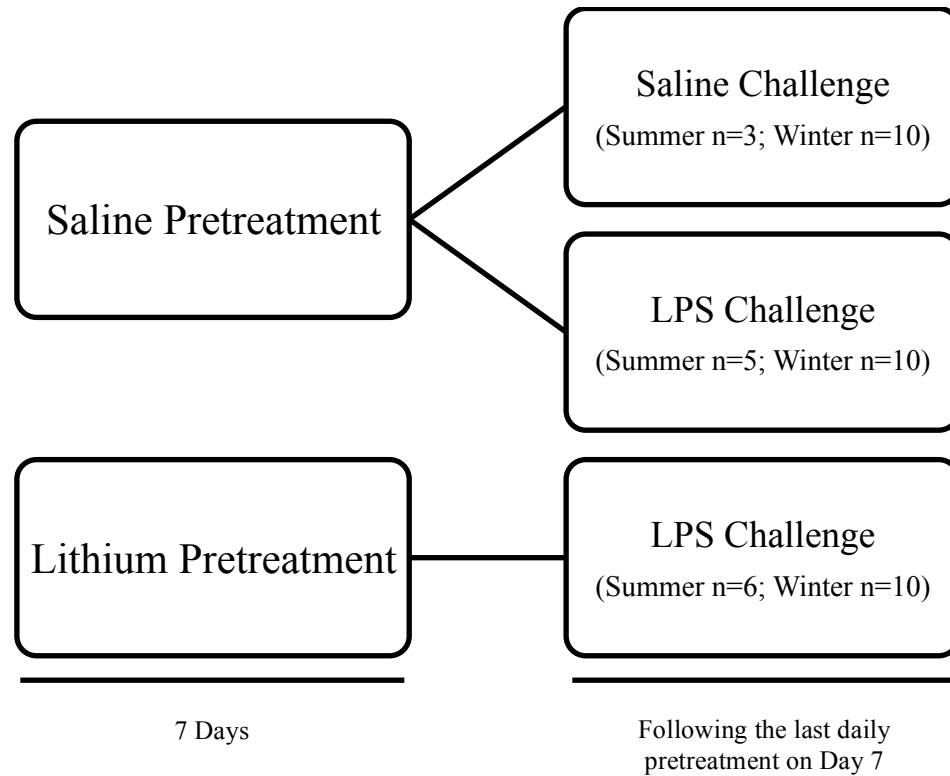 Saline Pretreatment
Saline Challenge
(Summer n=3; Winter n=10)
LPS Challenge
(Summer n=5; Winter n=10)
Lithium Pretreatment
LPS Challenge
(Summer n=6; Winter n=10)
7 Days
Following the last daily
pretreatment on Day 7